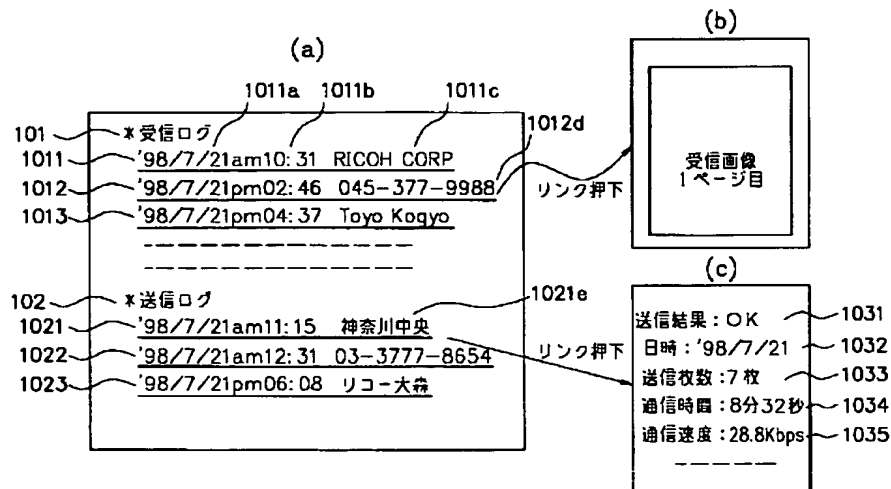 (a)
(b)
1011a 1011b 1011c
1012d
101 *受信ログ
1011 '98/7/21am10:31 RICOH CORP
1012 '98/7/21pm02:46 045-377-9988
1013 '98/7/21pm04:37 Toyo Kogyo
リンク押下
受信画像
1ページ目
(c)
102 *送信ログ
1021e
1021 '98/7/21am11:15 神奈川中央
1022 '98/7/21am12:31 03-3777-8654
1023 '98/7/21pm06:08 リコー大森
リンク押下
送信結果:OK 1031
日時:'98/7/21 1032
送信枚数:7枚 1033
通信時間:8分32秒 1034
通信速度:28.8Kbps 1035